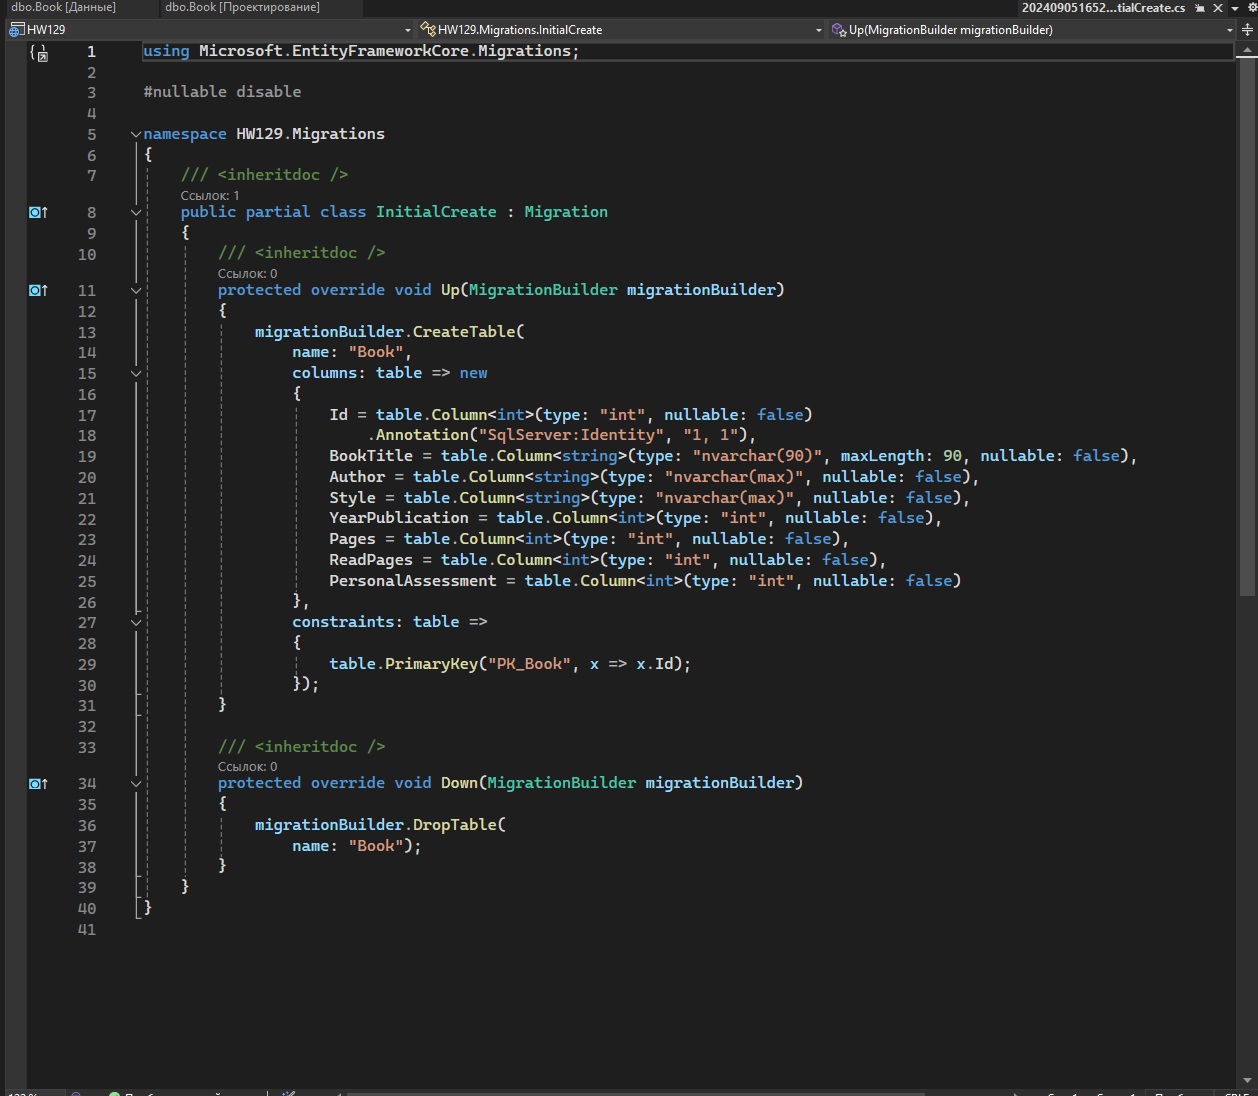 dbo.Book [Данные]
dbo.Book [Проектирование]
202409051652...tialCreate.cs
HW129
HW129.Migrations.InitialCreate
Up(MigrationBuilder migrationBuilder)
1 using Microsoft.EntityFrameworkCore.Migrations;
2
3 #nullable disable
4
5 namespace HW129.Migrations
6 {
7 /// <inheritdoc />
Ссылок: 1
8 public partial class InitialCreate : Migration
9 {
10 /// <inheritdoc />
Ссылок: 0
11 protected override void Up(MigrationBuilder migrationBuilder)
12 {
13 migrationBuilder.CreateTable(
14 name: "Book",
15 columns: table => new
16 {
17 Id = table.Column<int>(type: "int", nullable: false)
18 .Annotation("SqlServer:Identity", "1, 1"),
19 BookTitle = table.Column<string>(type: "nvarchar(90)", maxLength: 90, nullable: false),
20 Author = table.Column<string>(type: "nvarchar(max)", nullable: false),
21 Style = table.Column<string>(type: "nvarchar(max)", nullable: false),
22 YearPublication = table.Column<int>(type: "int", nullable: false),
23 Pages = table.Column<int>(type: "int", nullable: false),
24 ReadPages = table.Column<int>(type: "int", nullable: false),
25 PersonalAssessment = table.Column<int>(type: "int", nullable: false)
26 },
27 constraints: table =>
28 {
29 table.PrimaryKey("PK_Book", x => x.Id);
30 });
31 }
32
33 /// <inheritdoc />
Ссылок: 0
34 protected override void Down(MigrationBuilder migrationBuilder)
35 {
36 migrationBuilder.DropTable(
37 name: "Book");
38 }
39 }
40 }
41